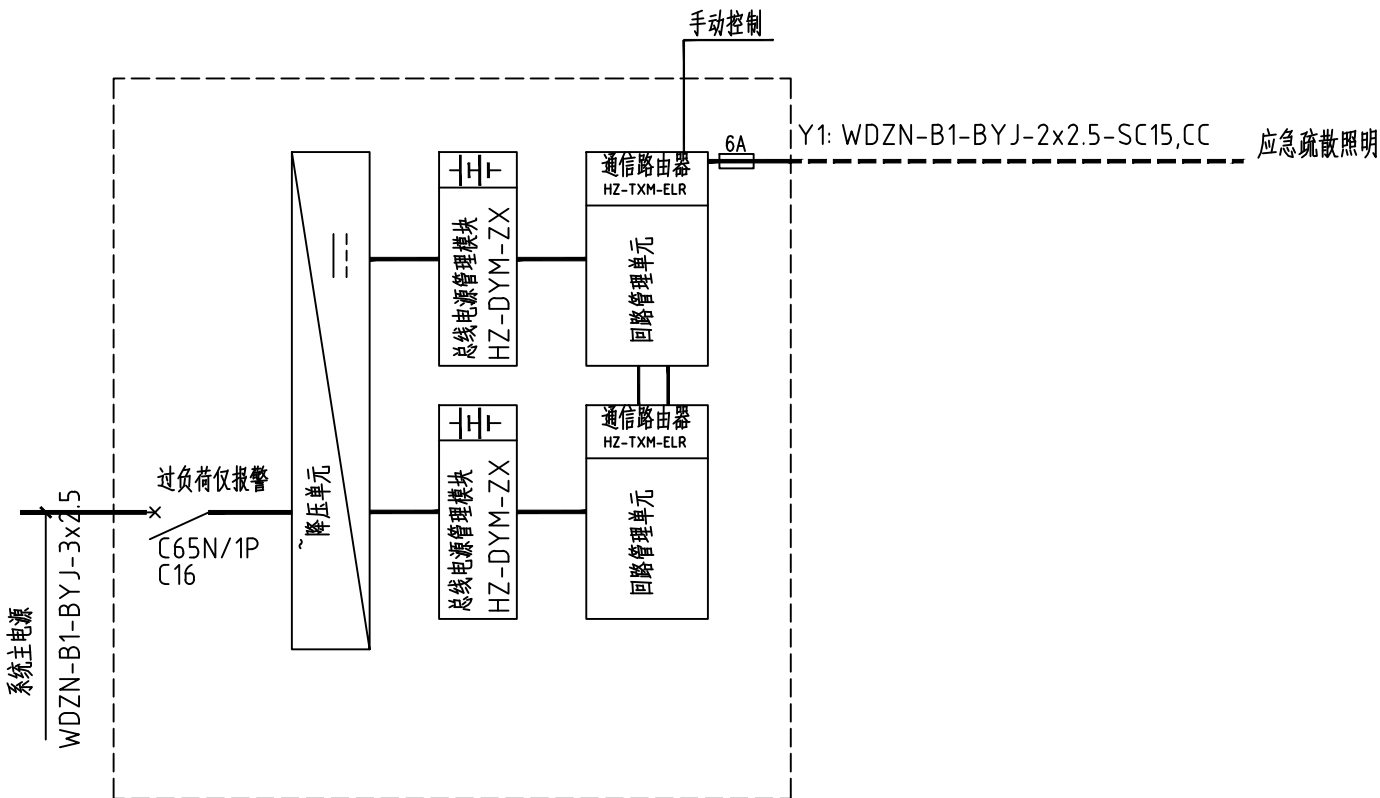 手动控制
6A
Y1: WDZN-B1-BYJ-2x2.5-SC15,CC
应急疏散照明
通信路由器
HZ-TXM-ELR
回路管理单元
总线电源管理模块
HZ-DYM-ZX
通信路由器
HZ-TXM-ELR
回路管理单元
总线电源管理模块
HZ-DYM-ZX
~降压单元
过负荷仅报警
C65N/1P
C16
系统主电源
WDZN-B1-BYJ-3x2.5